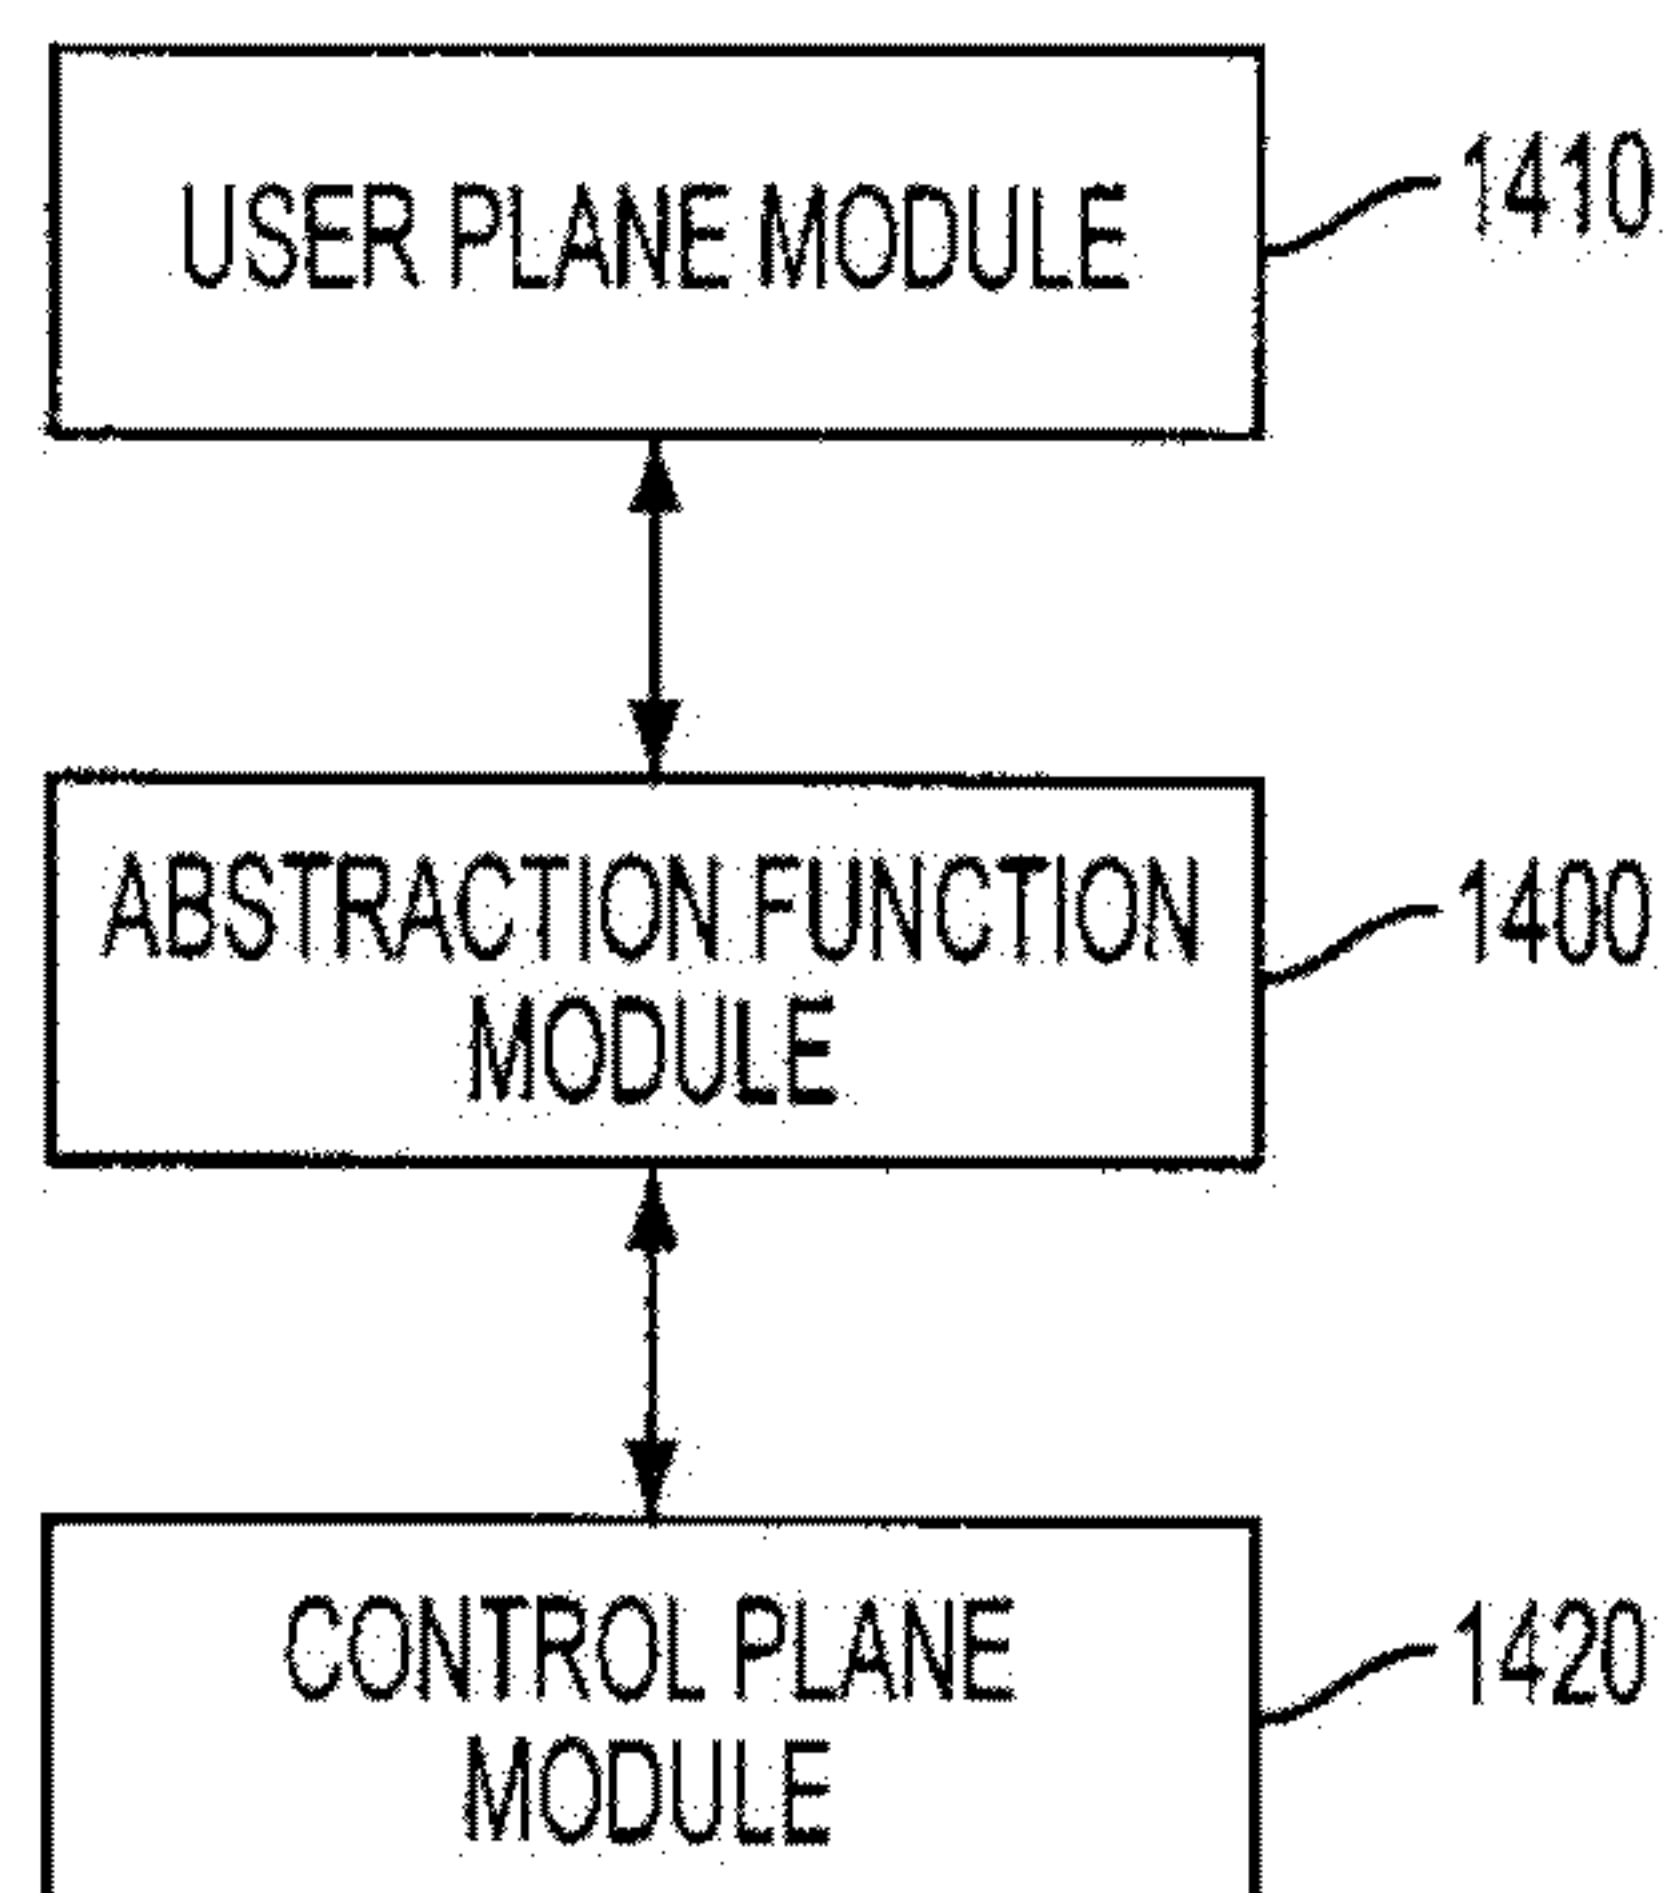 USER PLANE MODULE
1410
ABSTRACTION FUNCTION
MODULE
1400
CONTROL PLANE
MODULE
1420